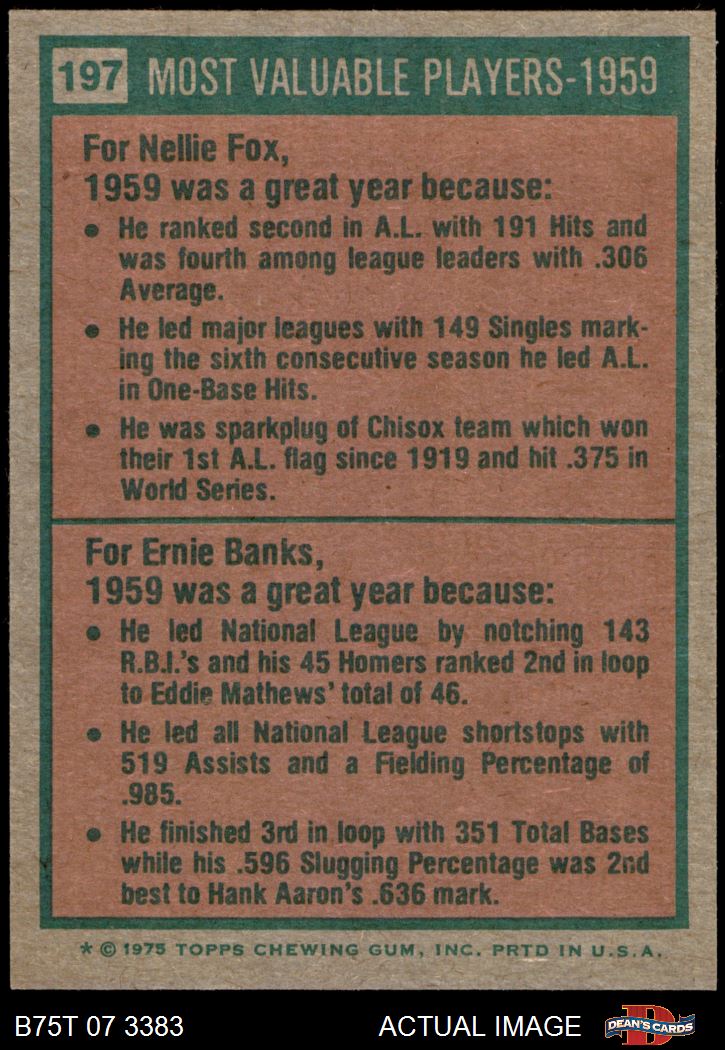 197 MOST VALUABLE PLAYERS-1959
For Nellie Fox,
1959 was a great year because:
• He ranked second in A.L. with 191 Hits and
was fourth among league leaders with .306
Average.
• He led major leagues with 149 Singles mark-
ing the sixth consecutive season he led A.L.
in One-Base Hits.
• He was sparkplug of Chisox team which won
their 1st A.L. flag since 1919 and hit .375 in
World Series.
For Ernie Banks,
1959 was a great year because:
• He led National League by notching 143
R.B.I.'s and his 45 Homers ranked 2nd in loop
to Eddie Mathews' total of 46.
• He led all National League shortstops with
519 Assists and a Fielding Percentage of
.985.
• He finished 3rd in loop with 351 Total Bases
while his .596 Slugging Percentage was 2nd
best to Hank Aaron's .636 mark.
* © 1975 TOPPS CHEWING GUM, INC. PRTD IN U.S.A.
B75T 07 3383 ACTUAL IMAGE D DEAN'S CARDS